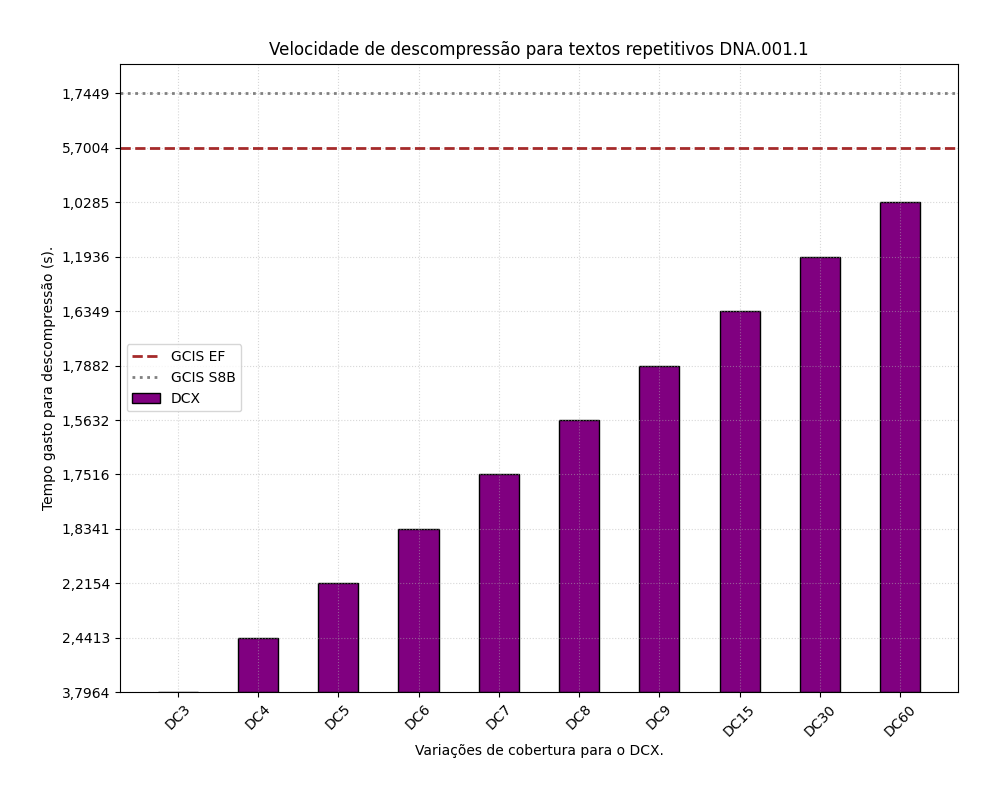 Velocidade de descompressão para textos repetitivos DNA.001.1
Tempo gasto para descompressão (s).
1,7449
5,7004
1,0285
1,1936
1,6349
1,7882
1,5632
1,7516
1,8341
2,2154
2,4413
3,7964
GCIS EF
GCIS S8B
DCX
DC3
DC4
DC5
DC6
DC7
DC8
DC9
DC15
DC30
DC60
Variações de cobertura para o DCX.